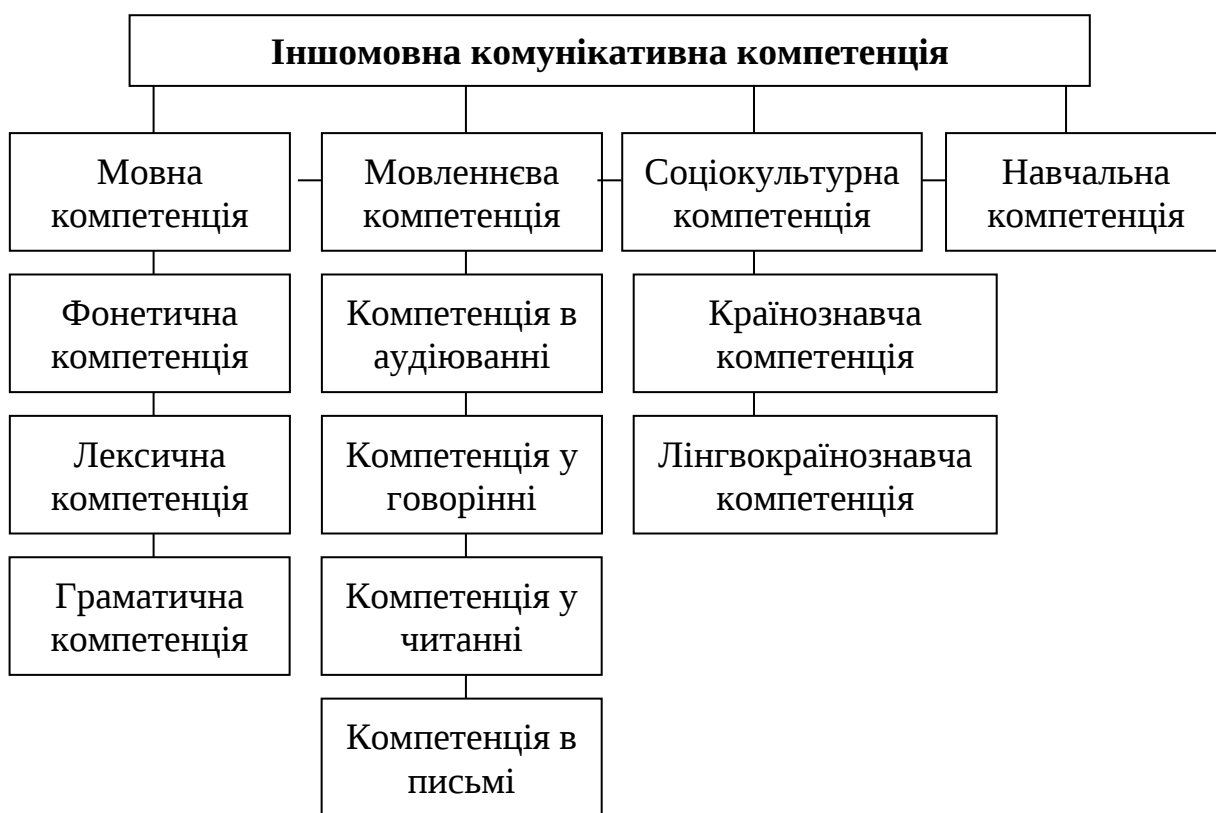 Іншомовна комунікативна компетенція
Мовна
компетенція
Мовленнєва
компетенція
Соціокультурна
компетенція
Навчальна
компетенція
Фонетична
компетенція
Компетенція в
аудіюванні
Країнознавча
компетенція
Лексична
компетенція
Компетенція у
говорінні
Лінгвокраїнознавча
компетенція
Граматична
компетенція
Компетенція у
читанні
Компетенція в
письмі